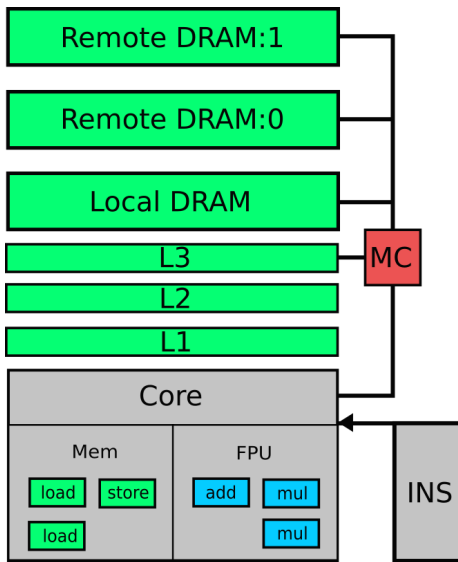 Remote DRAM:1
Remote DRAM:0
Local DRAM
L3
MC
L2
L1
Core
Mem
FPU
load
store
add
mul
load
mul
INS